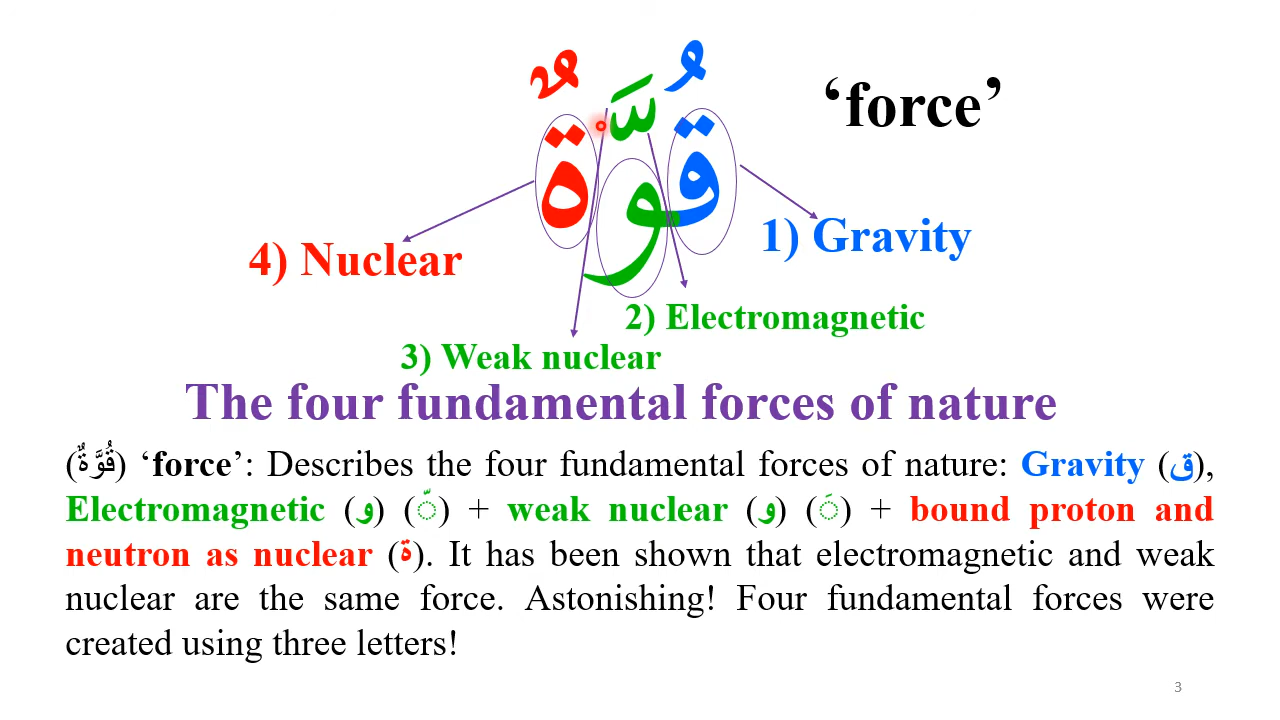 قُوَّةٌ
‘force’
1) Gravity
4) Nuclear
2) Electromagnetic
3) Weak nuclear
The four fundamental forces of nature
(قُوَّةٌ) ‘force’: Describes the four fundamental forces of nature: Gravity (ق),
Electromagnetic (و) (ّ) + weak nuclear (و) (َ) + bound proton and
neutron as nuclear (ة). It has been shown that electromagnetic and weak
nuclear are the same force. Astonishing! Four fundamental forces were
created using three letters!
3